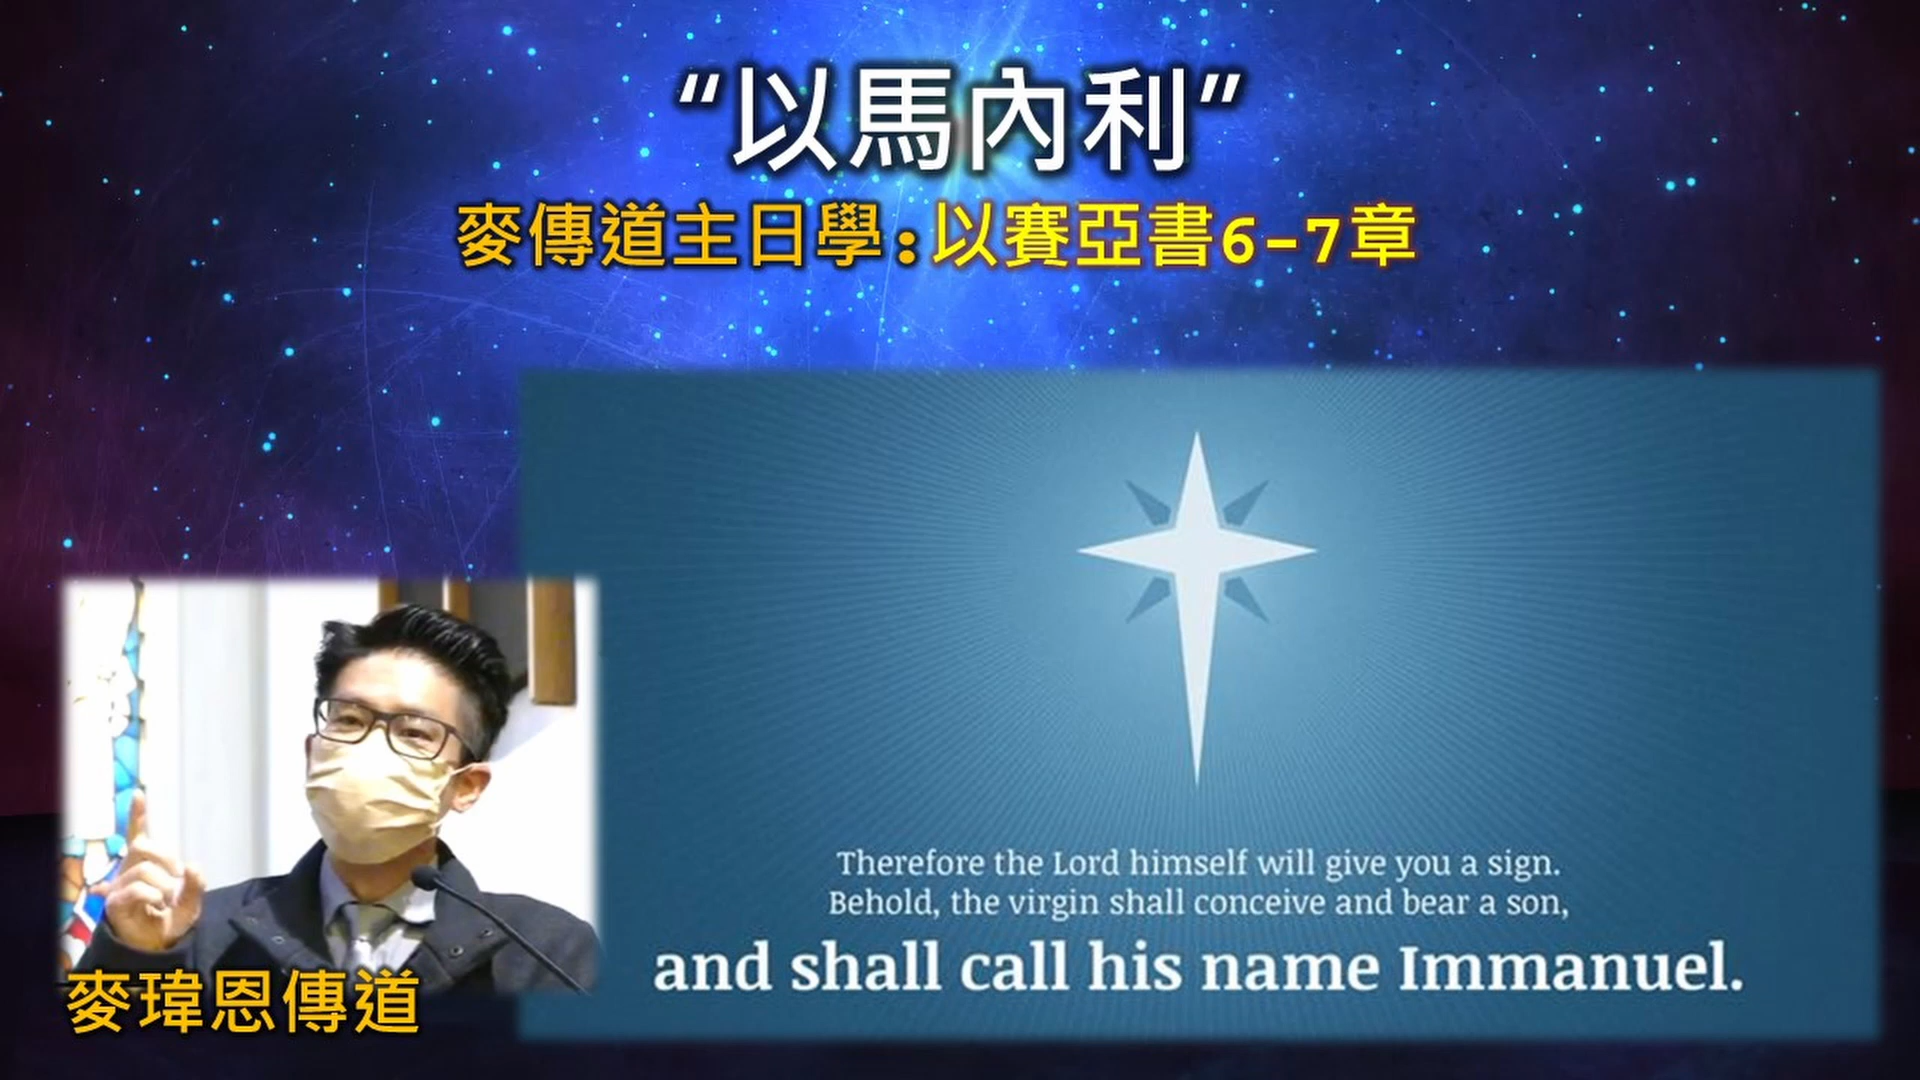 “以馬內利”
麥傳道主日學:以賽亞書6-7章
Therefore the Lord himself will give you a sign.
Behold, the virgin shall conceive and bear a son,
and shall call his name Immanuel.
麥瑋恩傳道